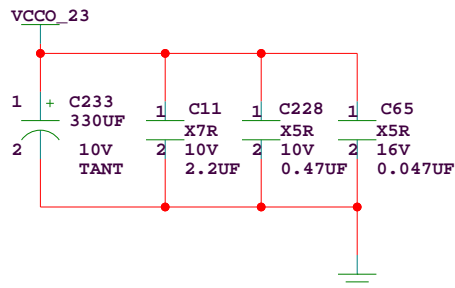 VCCO_23
1 + C233
330UF
2 10V
TANT
1 C11
X7R
2 10V
2.2UF
1 C228
X5R
2 10V
0.47UF
1 C65
X5R
2 16V
0.047UF